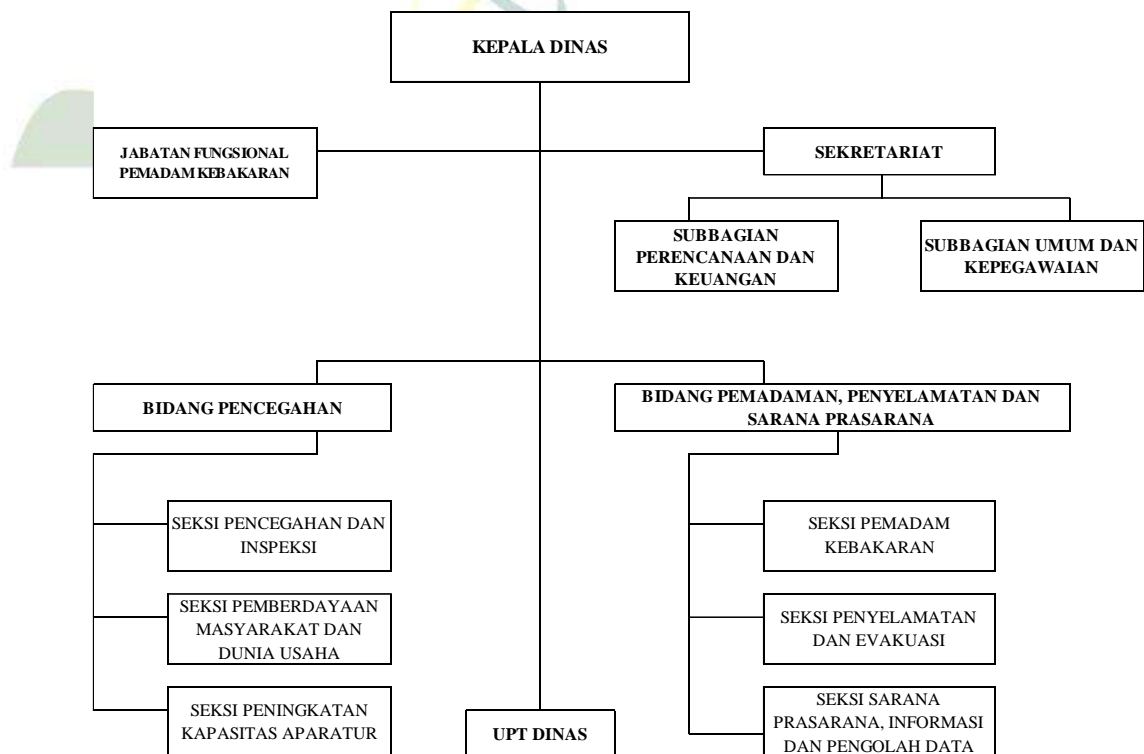 KEPALA DINAS
JABATAN FUNGSIONAL
PEMADAM KEBAKARAN
SEKRETARIAT
SUBBAGIAN
PERENCANAAN DAN
KEUANGAN
SUBBAGIAN UMUM DAN
KEPEGAWAIAN
BIDANG PENCEGAHAN
BIDANG PEMADAMAN, PENYELAMATAN DAN
SARANA PRASARANA
SEKSI PENCEGAHAN DAN
INSPEKSI
SEKSI PEMBERDAYAAN
MASYARAKAT DAN
DUNIA USAHA
SEKSI PENINGKATAN
KAPASITAS APARATUR
SEKSI PEMADAM
KEBAKARAN
SEKSI PENYELAMATAN
DAN EVAKUASI
SEKSI SARANA
PRASARANA, INFORMASI
DAN PENGOLAH DATA
UPT DINAS